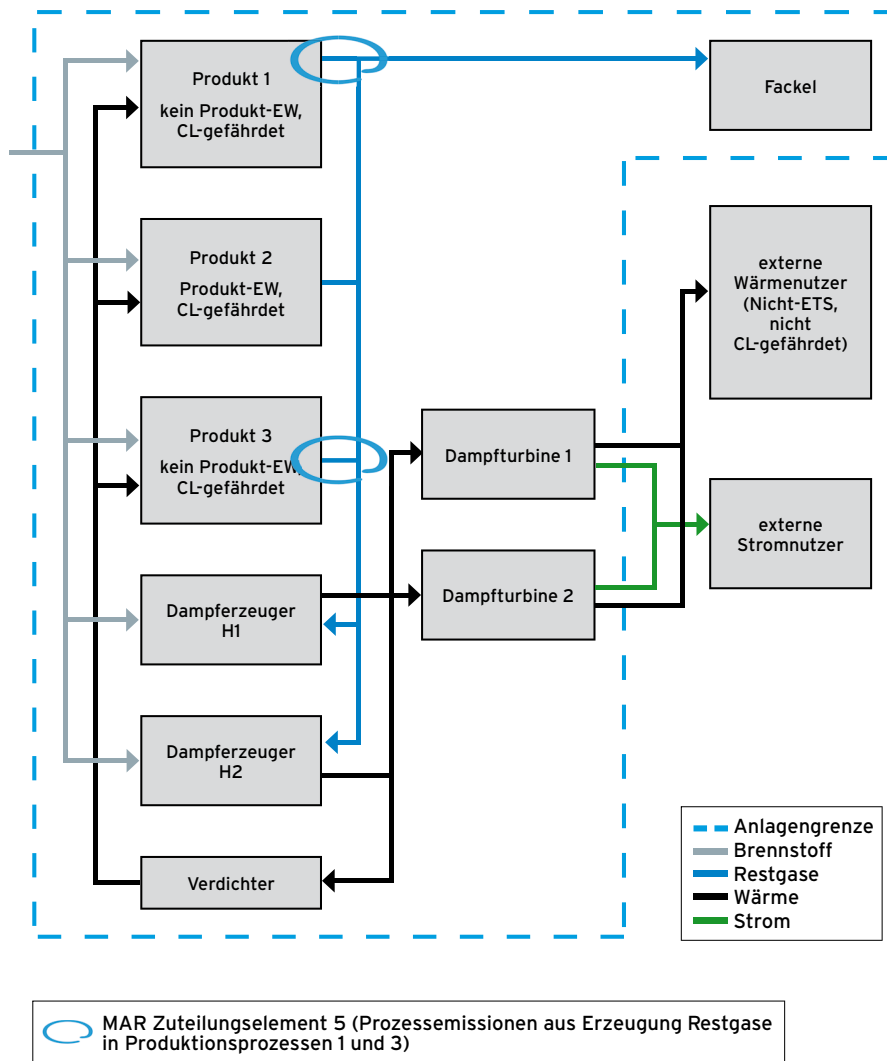 Produkt 1
kein Produkt-EW,
CL-gefährdet
Fackel
Produkt 2
Produkt-EW,
CL-gefährdet
externe
Wärmenutzer
(Nicht-ETS,
nicht
CL-gefährdet)
Produkt 3
kein Produkt-EW,
CL-gefährdet
Dampfturbine 1
externe
Stromnutzer
Dampferzeuger
H1
Dampfturbine 2
Dampferzeuger
H2
Verdichter
Anlagengrenze
Brennstoff
Restgase
Wärme
Strom
MAR Zuteilungselement 5 (Prozessemissionen aus Erzeugung Restgase
in Produktionsprozessen 1 und 3)